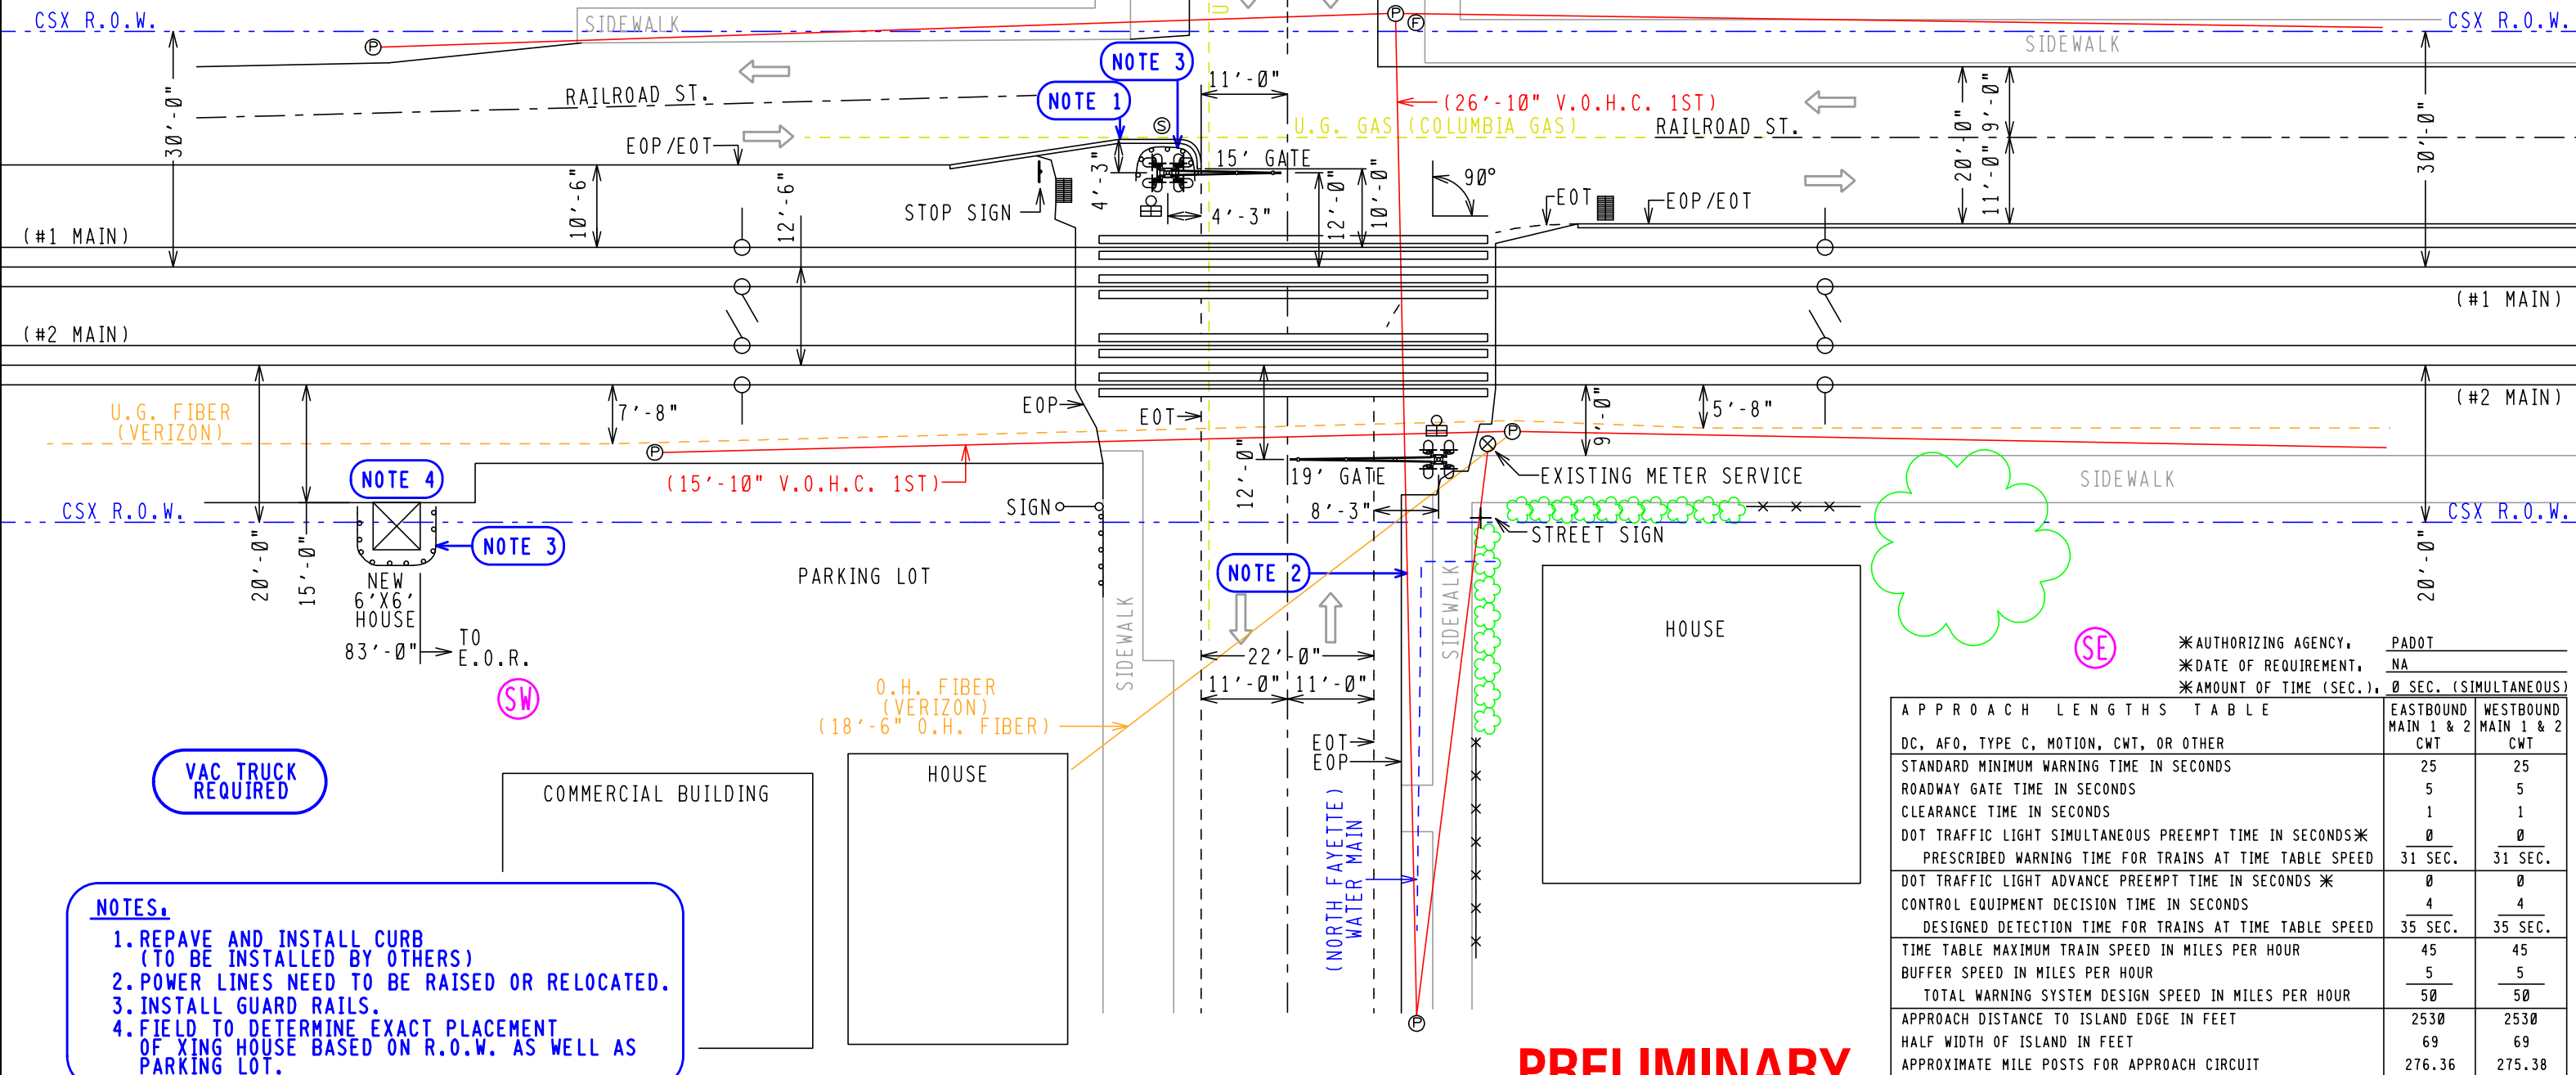 CSX R.O.W.
SIDEWALK
U
P
F
CSX R.O.W.
SIDEWALK
P
NOTE 3
11'-0"
RAILROAD ST.
NOTE 1
(26'-10" V.O.H.C. 1ST)
S
U.G. GAS (COLUMBIA GAS)
RAILROAD ST.
30'-0"
EOP/EOT
15' GATE
20'-0"
9'-0"
11'-0"
30'-0"
10'-6"
12'-6"
STOP SIGN
4'-3"
4'-3"
12'-0"
10'-0"
90°
EOT
EOP/EOT
(#1 MAIN)
(#1 MAIN)
(#2 MAIN)
(#2 MAIN)
U.G. FIBER
(VERIZON)
7'-8"
EOP
EOT
5'-8"
9'-0"
P
P
NOTE 4
(15'-10" V.O.H.C. 1ST)
12'-0"
19' GATE
EXISTING METER SERVICE
SIDEWALK
CSX R.O.W.
SIGN
8'-3"
CSX R.O.W.
20'-0"
15'-0"
NOTE 3
STREET SIGN
20'-0"
NEW
6'X6'
HOUSE
PARKING LOT
NOTE 2
83'-0"
TO
E.O.R.
SIDEWALK
SIDEWALK
HOUSE
22'-0"
11'-0"
11'-0"
SW
SE
O.H. FIBER
(VERIZON)
(18'-6" O.H. FIBER)
EOT
EOP
VAC TRUCK
REQUIRED
COMMERCIAL BUILDING
HOUSE
(NORTH FAYETTE)
WATER MAIN
P
NOTES:
1. REPAVE AND INSTALL CURB
(TO BE INSTALLED BY OTHERS)
2. POWER LINES NEED TO BE RAISED OR RELOCATED.
3. INSTALL GUARD RAILS.
4. FIELD TO DETERMINE EXACT PLACEMENT
OF XING HOUSE BASED ON R.O.W. AS WELL AS
PARKING LOT.
PRELIMINARY
*AUTHORIZING AGENCY: PADOT
*DATE OF REQUIREMENT: NA
*AMOUNT OF TIME (SEC.): 0 SEC. (SIMULTANEOUS)
APPROACH LENGTHS TABLE EASTBOUND WESTBOUND
MAIN 1 & 2 MAIN 1 & 2
DC, AFO, TYPE C, MOTION, CWT, OR OTHER CWT CWT
STANDARD MINIMUM WARNING TIME IN SECONDS 25 25
ROADWAY GATE TIME IN SECONDS 5 5
CLEARANCE TIME IN SECONDS 1 1
DOT TRAFFIC LIGHT SIMULTANEOUS PREEMPT TIME IN SECONDS* 0 0
PRESCRIBED WARNING TIME FOR TRAINS AT TIME TABLE SPEED 31 SEC. 31 SEC.
DOT TRAFFIC LIGHT ADVANCE PREEMPT TIME IN SECONDS * 0 0
CONTROL EQUIPMENT DECISION TIME IN SECONDS 4 4
DESIGNED DETECTION TIME FOR TRAINS AT TIME TABLE SPEED 35 SEC. 35 SEC.
TIME TABLE MAXIMUM TRAIN SPEED IN MILES PER HOUR 45 45
BUFFER SPEED IN MILES PER HOUR 5 5
TOTAL WARNING SYSTEM DESIGN SPEED IN MILES PER HOUR 50 50
APPROACH DISTANCE TO ISLAND EDGE IN FEET 2530 2530
HALF WIDTH OF ISLAND IN FEET 69 69
APPROXIMATE MILE POSTS FOR APPROACH CIRCUIT 276.36 275.38